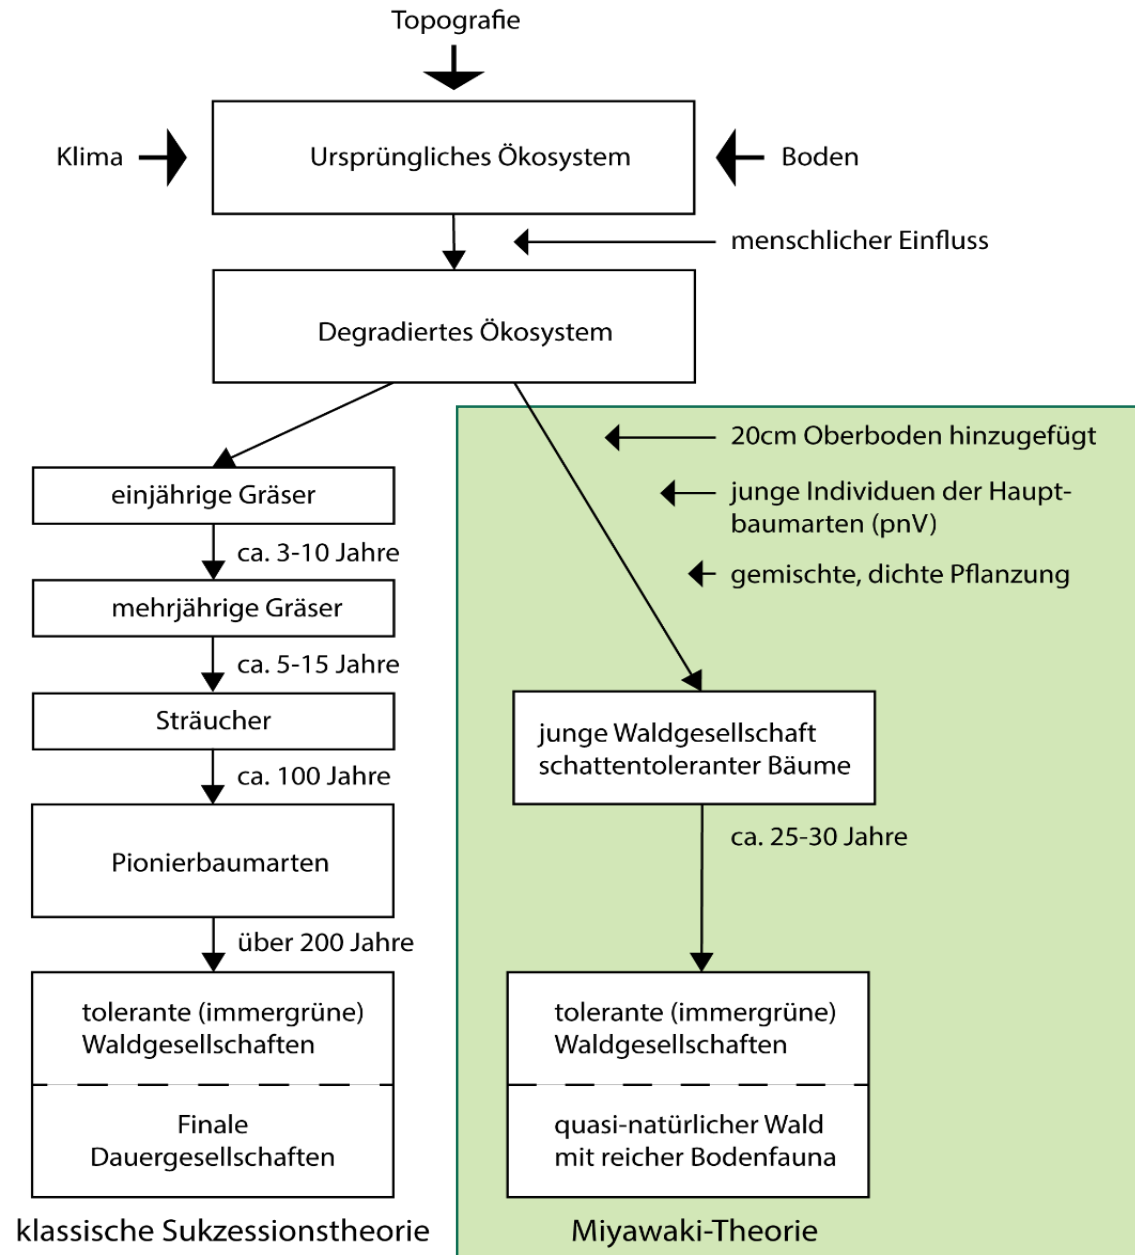 Topografie
Klima
Ursprüngliches Ökosystem
Boden
menschlicher Einfluss
Degradiertes Ökosystem
einjährige Gräser
ca. 3-10 Jahre
mehrjährige Gräser
ca. 5-15 Jahre
Sträucher
ca. 100 Jahre
Pionierbaumarten
über 200 Jahre
tolerante (immergrüne)
Waldgesellschaften
Finale
Dauergesellschaften
klassische Sukzessionstheorie
20cm Oberboden hinzugefügt
junge Individuen der Haupt-
baumarten (pnV)
gemischte, dichte Pflanzung
junge Waldgesellschaft
schattentoleranter Bäume
ca. 25-30 Jahre
tolerante (immergrüne)
Waldgesellschaften
quasi-natürlicher Wald
mit reicher Bodenfauna
Miyawaki-Theorie